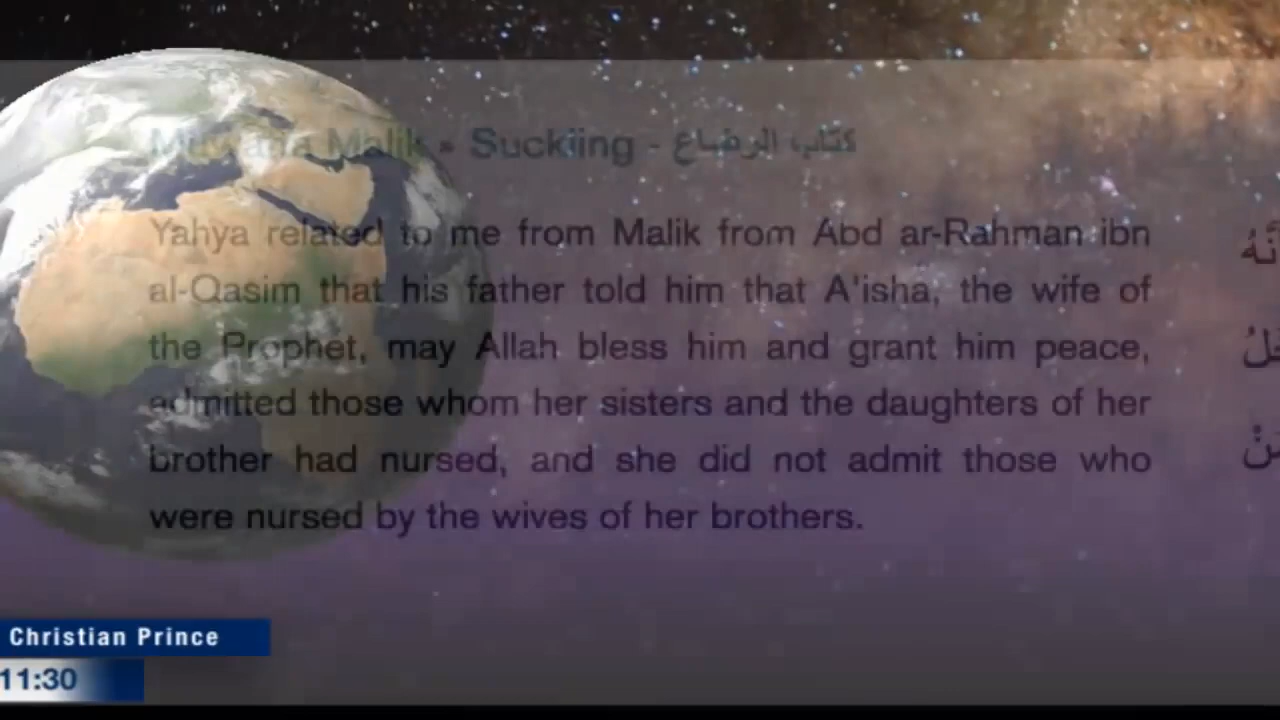 Muwatta Malik » Suckling - كتاب الرضاع
Yahya related to me from Malik from Abd ar-Rahman ibn
al-Qasim that his father told him that A'isha, the wife of
the Prophet, may Allah bless him and grant him peace,
admitted those whom her sisters and the daughters of her
brother had nursed, and she did not admit those who
were nursed by the wives of her brothers.
Christian Prince
11:30